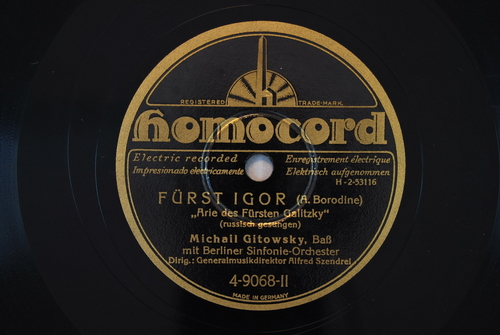 REGISTERED TRADE-MARK
h
homocord
Electric recorded Enregistrement électrique
Impresionado electricamente Elektrisch aufgenommen
H-2-53116
FÜRST IGOR (A. Borodine)
„Arie des Fürsten Galitzky“
(russisch gesungen)
Michail Gitowsky, Baß
mit Berliner Sinfonie-Orchester
Dirig.: Generalmusikdirektor Alfred Szendrei
4-9068-II
MADE IN GERMANY